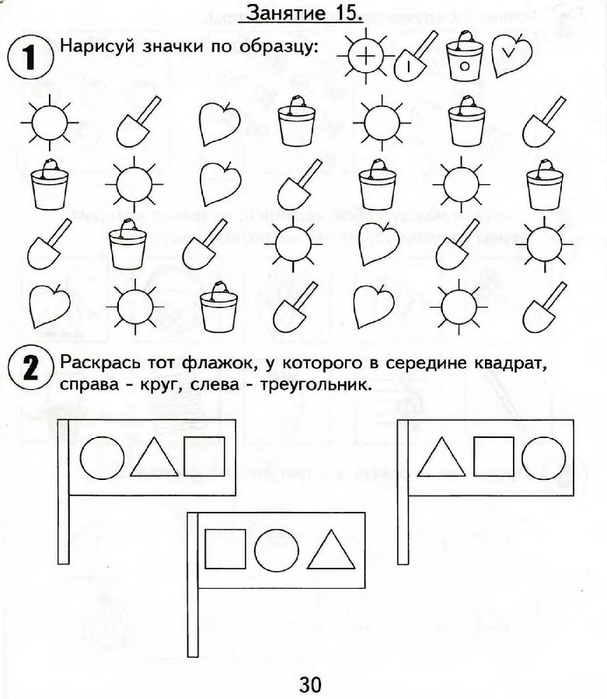 Занятие 15.
1 Нарисуй значки по образцу:
2 Раскрась тот флажок, у которого в середине квадрат,
справа - круг, слева - треугольник.
30